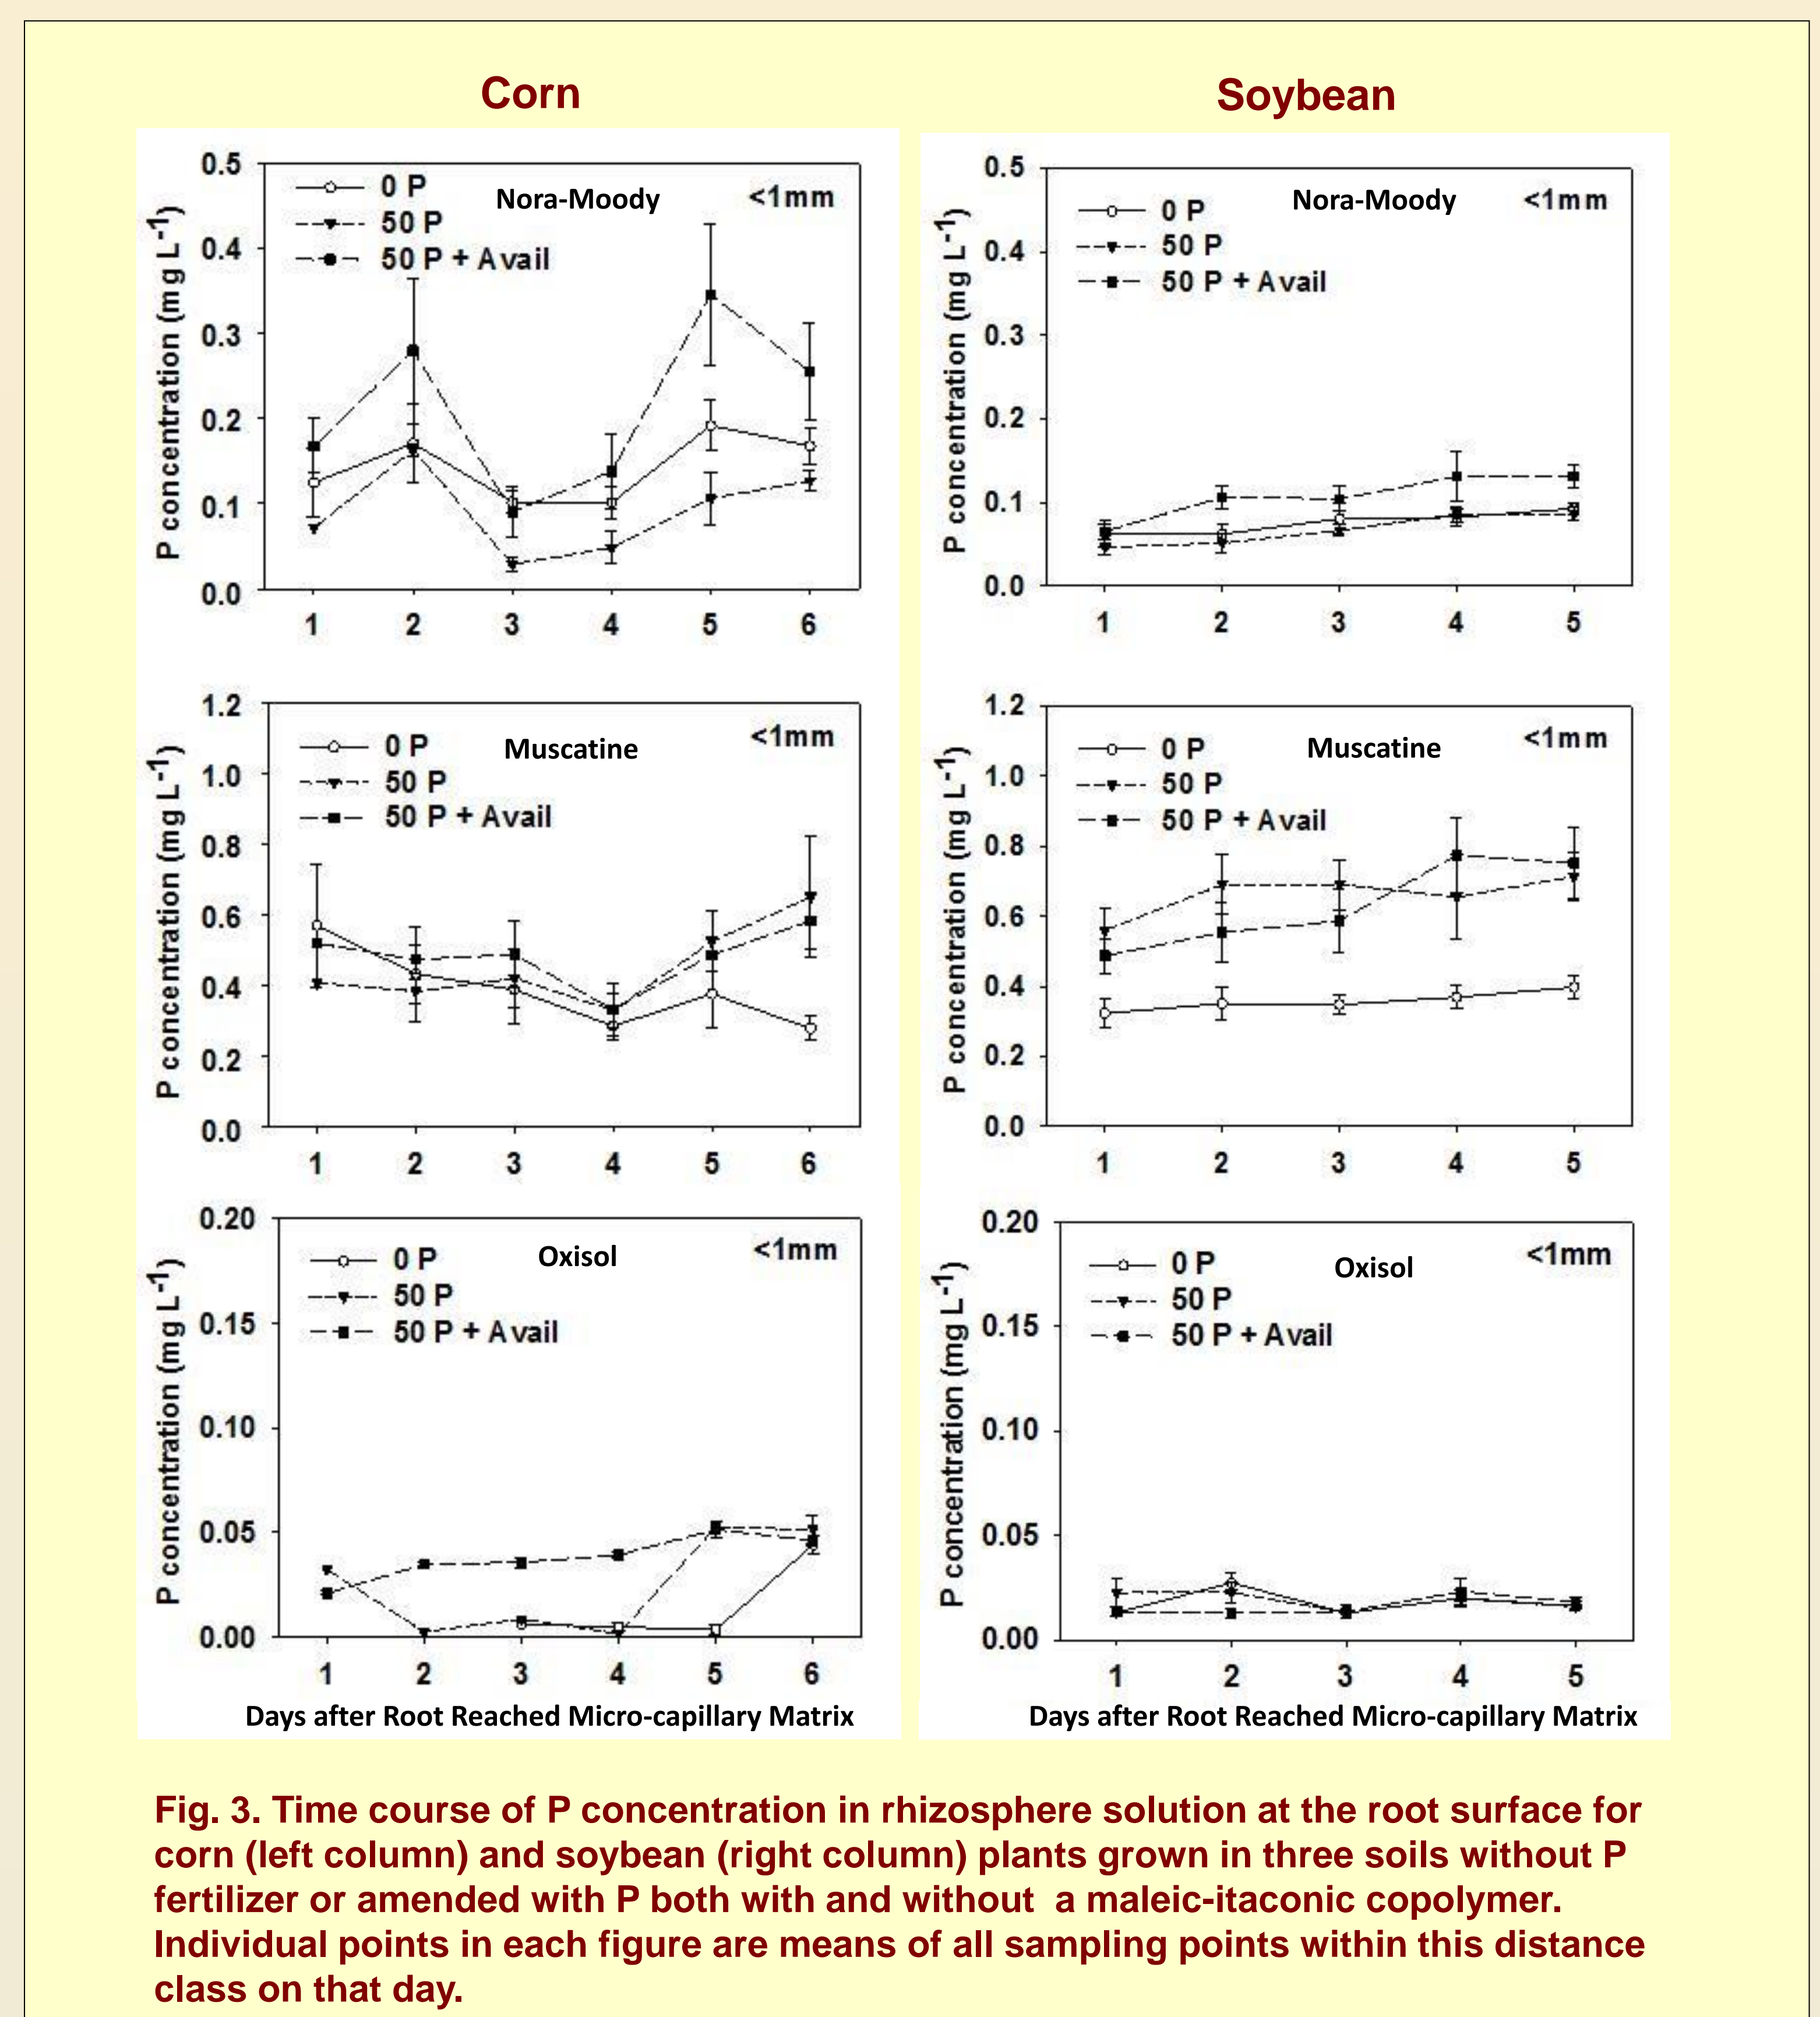 Corn
Soybean
0.5
0.4
0.3
0.2
0.1
0.0
P concentration (mg L-1)
0 P
50 P
50 P + Avail
Nora-Moody
<1mm
1 2 3 4 5 6
0.5
0.4
0.3
0.2
0.1
0.0
P concentration (mg L-1)
0 P
50 P
50 P + Avail
Nora-Moody
<1mm
1 2 3 4 5
1.2
1.0
0.8
0.6
0.4
0.2
0.0
P concentration (mg L-1)
0 P
50 P
50 P + Avail
Muscatine
<1mm
1 2 3 4 5 6
1.2
1.0
0.8
0.6
0.4
0.2
0.0
P concentration (mg L-1)
0 P
50 P
50 P + Avail
Muscatine
<1mm
1 2 3 4 5
0.20
0.15
0.10
0.05
0.00
P concentration (mg L-1)
0 P
50 P
50 P + Avail
Oxisol
<1mm
1 2 3 4 5 6
Days after Root Reached Micro-capillary Matrix
0.20
0.15
0.10
0.05
0.00
P concentration (mg L-1)
0 P
50 P
50 P + Avail
Oxisol
<1mm
1 2 3 4 5
Days after Root Reached Micro-capillary Matrix
Fig. 3. Time course of P concentration in rhizosphere solution at the root surface for
corn (left column) and soybean (right column) plants grown in three soils without P
fertilizer or amended with P both with and without a maleic-itaconic copolymer.
Individual points in each figure are means of all sampling points within this distance
class on that day.